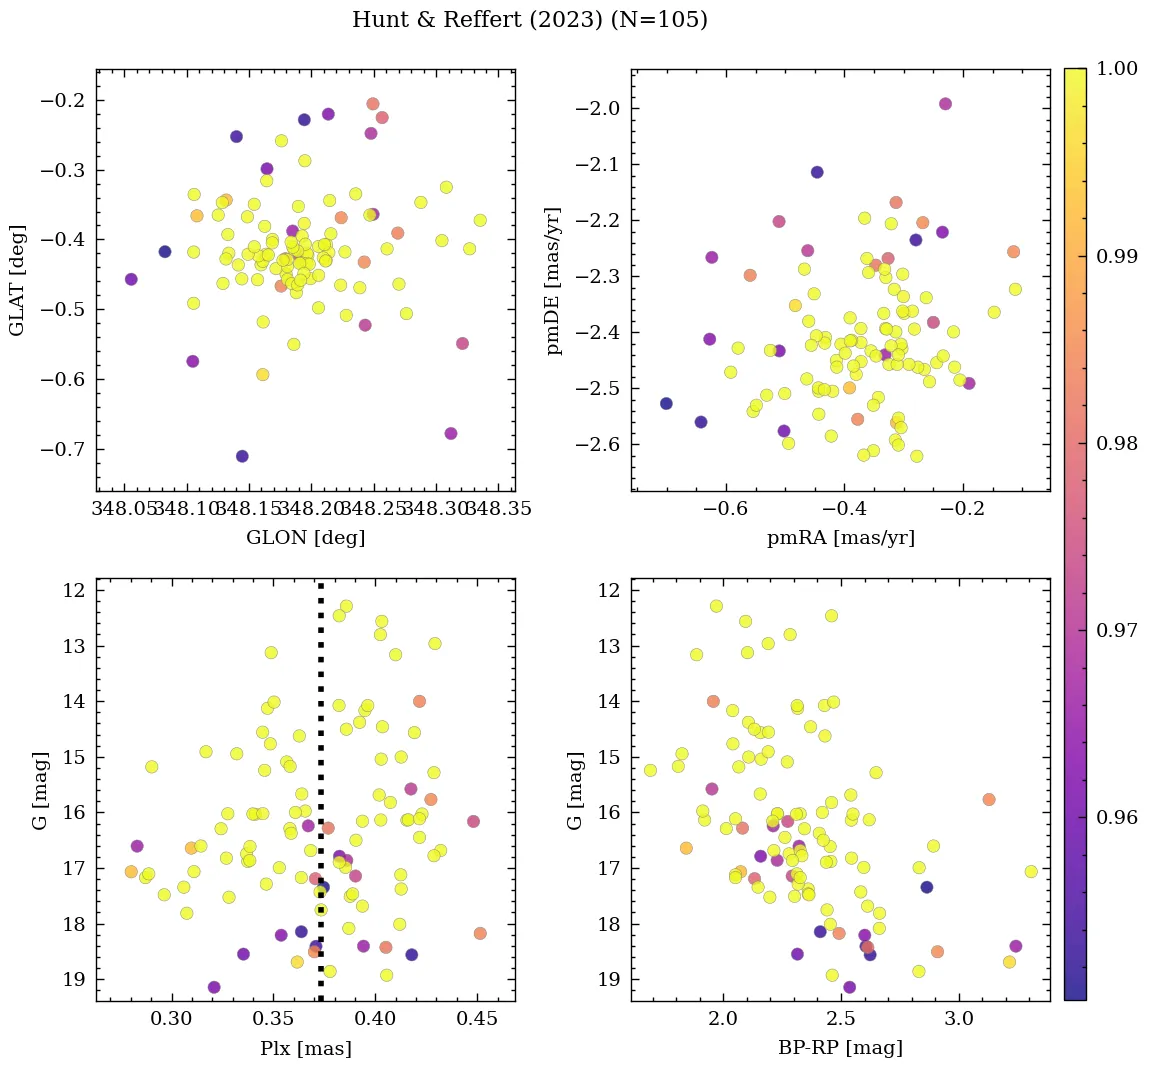 Hunt & Reffert (2023) (N=105)
−0.2
−0.3
−0.4
−0.5
−0.6
−0.7
GLAT [deg]
348.05 348.10 348.15 348.20 348.25 348.30 348.35
GLON [deg]
−2.0
−2.1
−2.2
−2.3
−2.4
−2.5
−2.6
pmDE [mas/yr]
−0.6 −0.4 −0.2
pmRA [mas/yr]
1.00
0.99
0.98
0.97
0.96
12
13
14
15
16
17
18
19
G [mag]
0.30 0.35 0.40 0.45
Plx [mas]
12
13
14
15
16
17
18
19
G [mag]
2.0 2.5 3.0
BP-RP [mag]